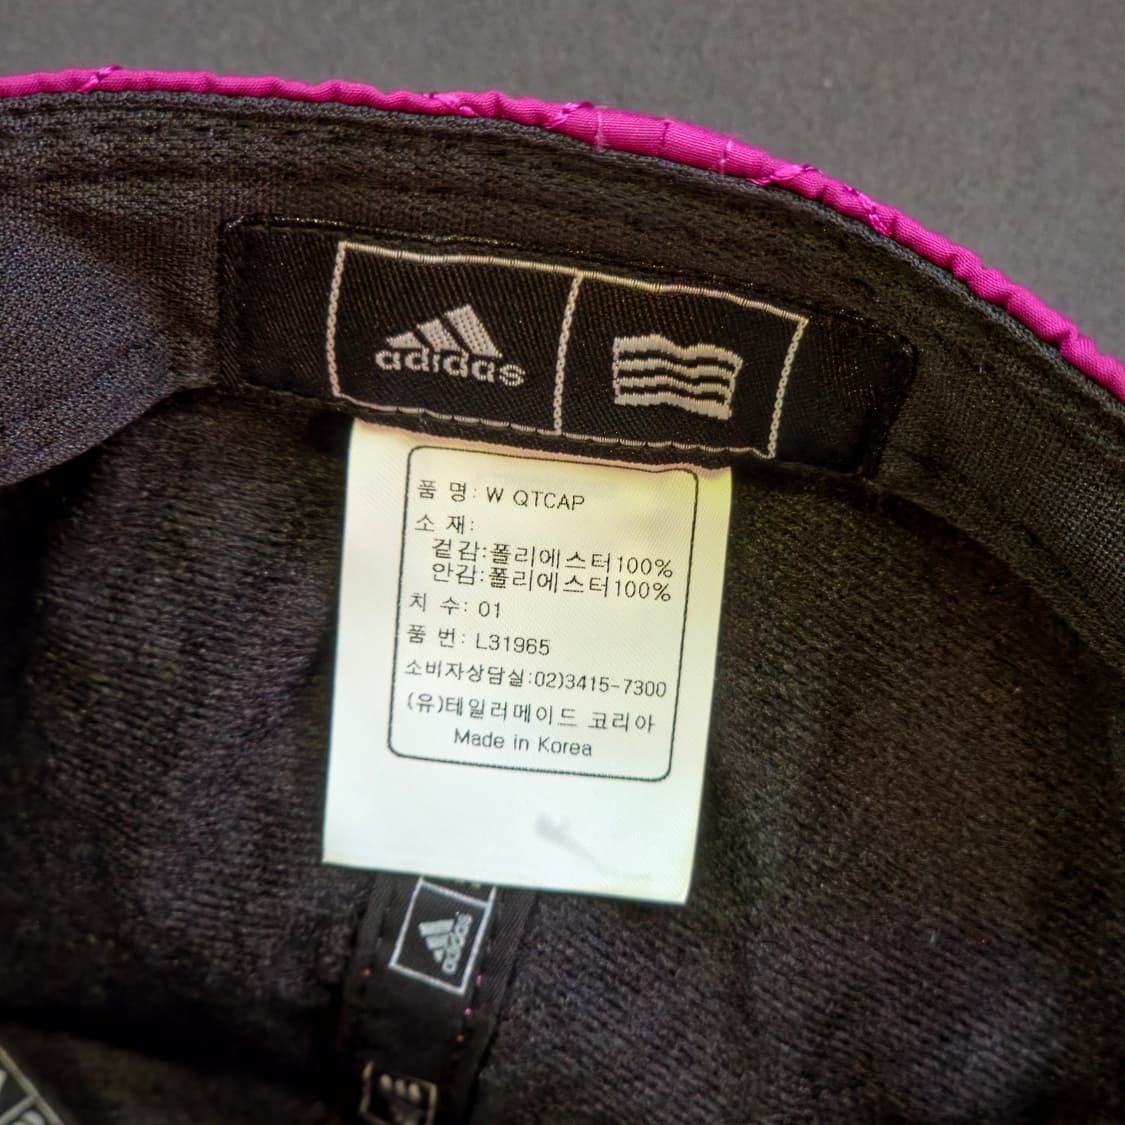 adidas
품 명: W QTCAP
소 재:
겉감:폴리에스터100%
안감:폴리에스터100%
치 수: 01
품 번: L31965
소비자상담실:02)3415-7300
(유)테일러메이드 코리아
Made in Korea
adidas